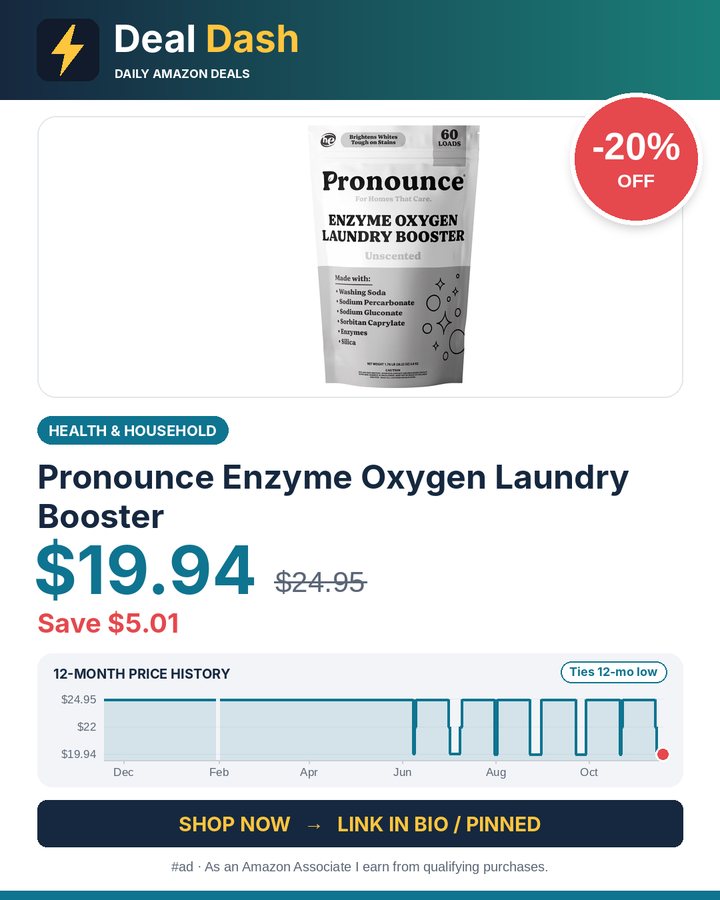 Deal Dash
DAILY AMAZON DEALS
-20%
OFF
he
Brightens Whites
Tough on Stains
60
LOADS
Pronounce
For Homes That Care.
ENZYME OXYGEN
LAUNDRY BOOSTER
Unscented
Made with:
• Washing Soda
• Sodium Percarbonate
• Sodium Gluconate
• Sorbitan Caprylate
• Enzymes
• Silica
HEALTH & HOUSEHOLD
Pronounce Enzyme Oxygen Laundry
Booster
$19.94 $24.95
Save $5.01
12-MONTH PRICE HISTORY
Ties 12-mo low
$24.95
$22
$19.94
Dec Feb Apr Jun Aug Oct
SHOP NOW → LINK IN BIO / PINNED
#ad · As an Amazon Associate I earn from qualifying purchases.